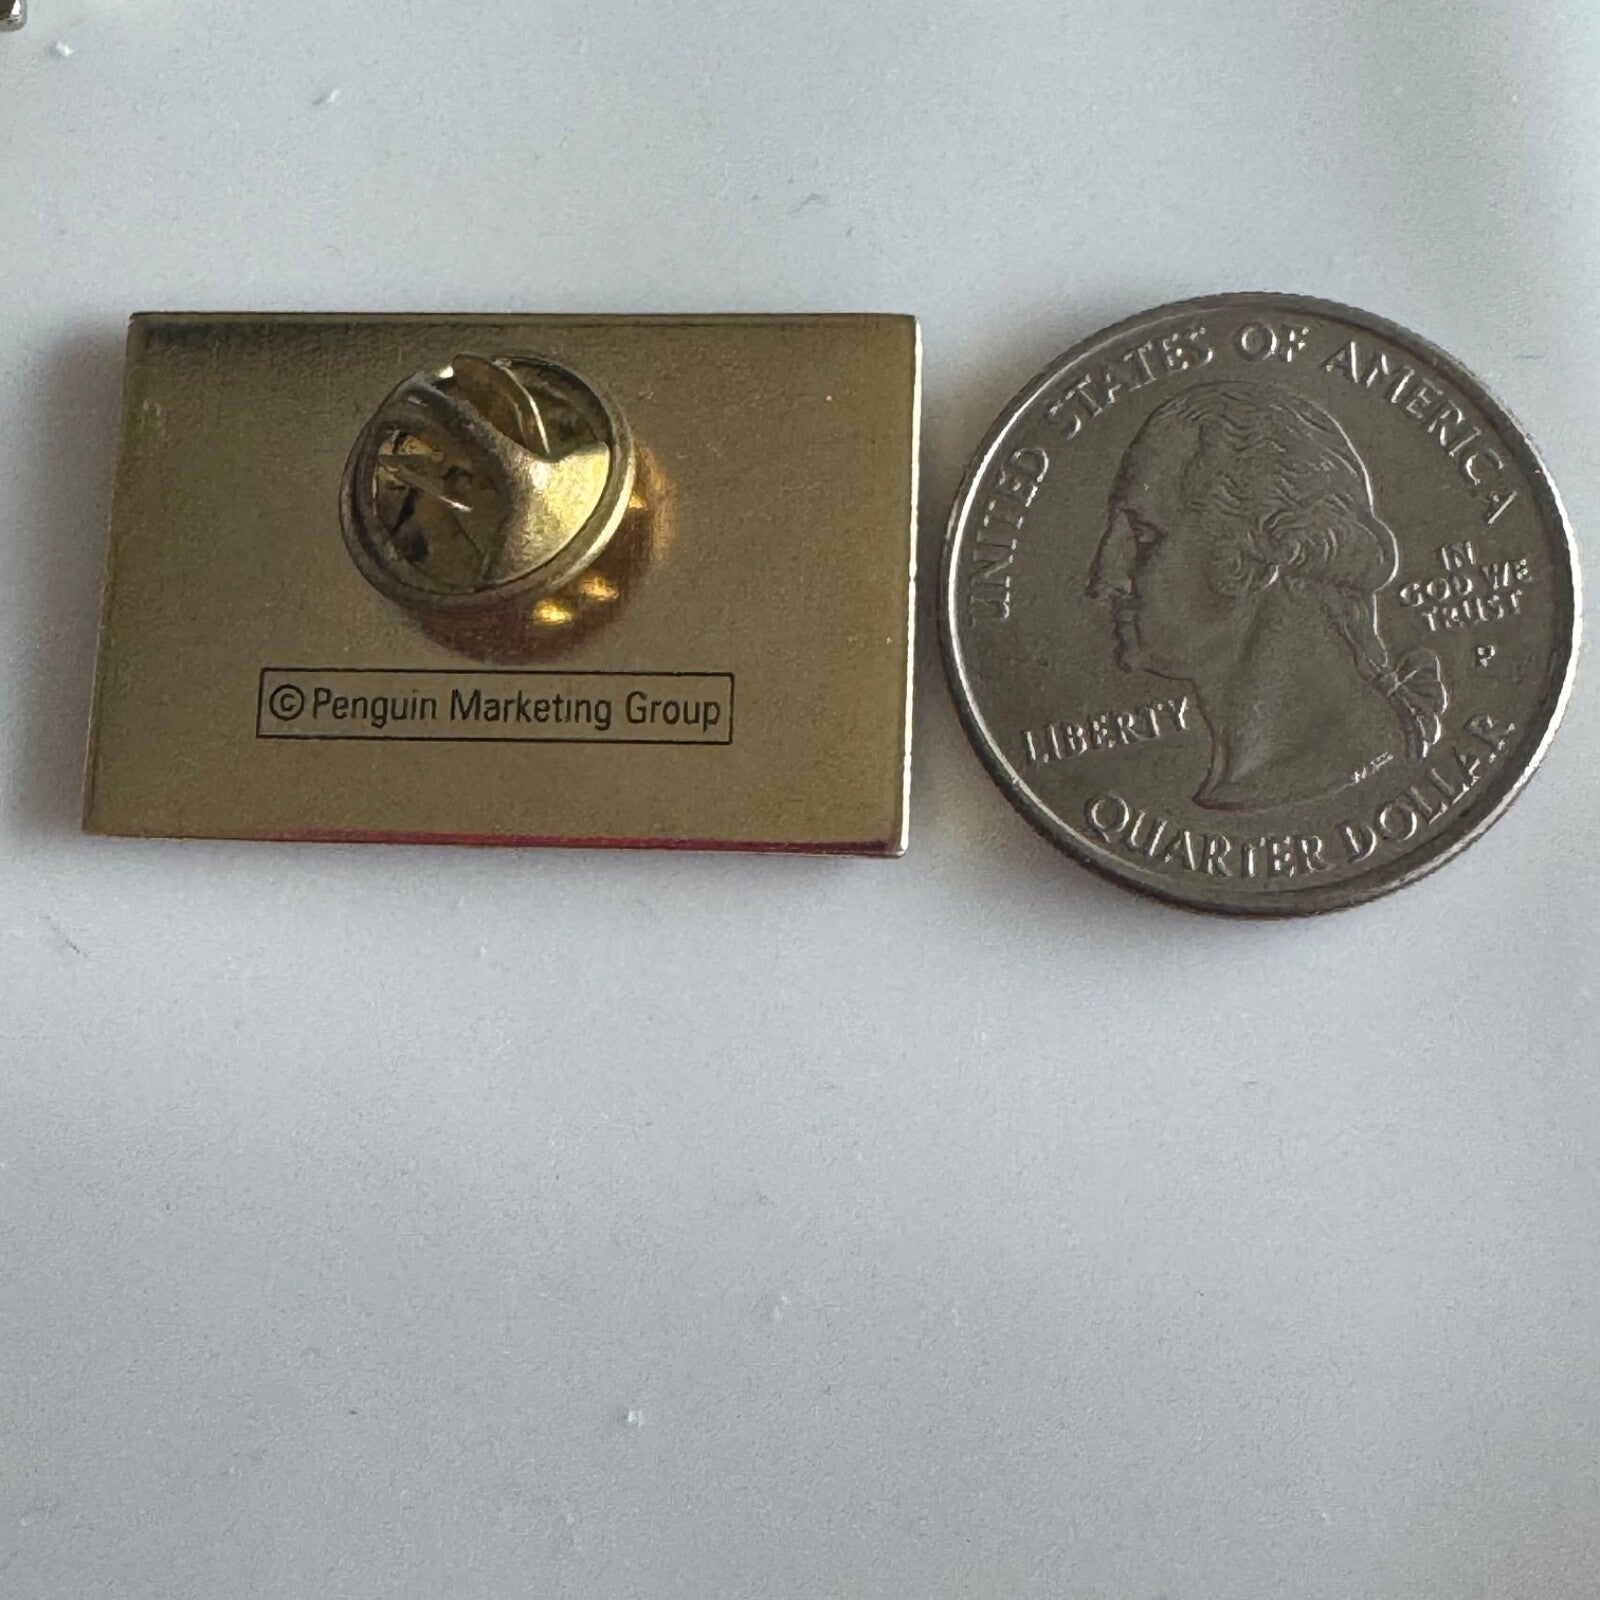 ©Penguin Marketing Group
UNITED STATES OF AMERICA
IN
GOD WE
TRUST
P
LIBERTY
QUARTER DOLLAR